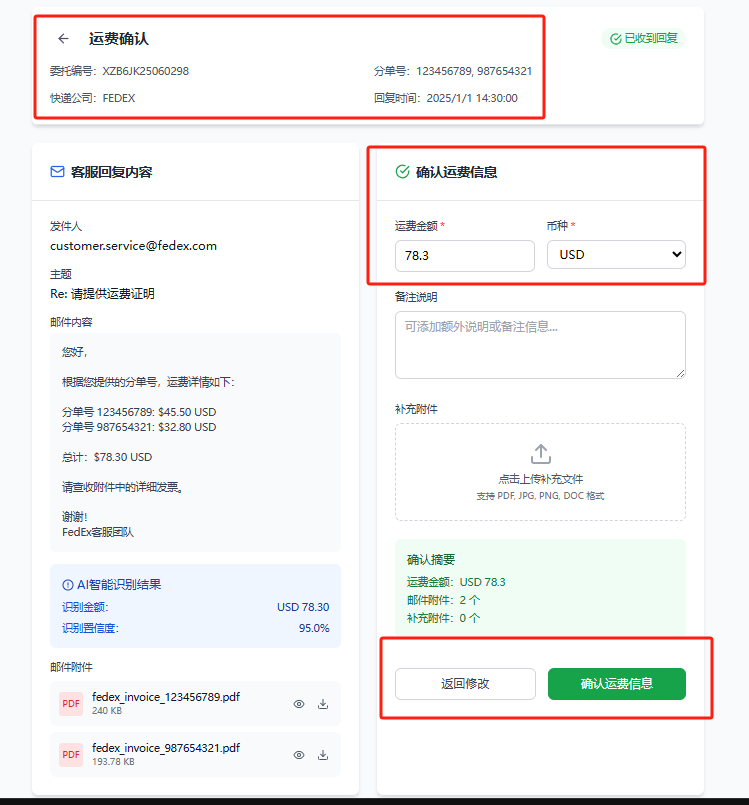 运费确认
已收到回复
委托编号： XZB6JK25060298
分单号： 123456789, 987654321
快递公司： FEDEX
回复时间： 2025/1/1 14:30:00
客服回复内容
发件人
customer.service@fedex.com
主题
Re: 请提供运费证明
邮件内容
您好，
根据您提供的分单号，运费详情如下：
分单号 123456789: $45.50 USD
分单号 987654321: $32.80 USD
总计： $78.30 USD
请查收附件中的详细发票。
谢谢！
FedEx客服团队
AI智能识别结果
识别金额： USD 78.30
识别置信度： 95.0%
邮件附件
PDF fedex_invoice_123456789.pdf
240 KB
PDF fedex_invoice_987654321.pdf
193.78 KB
确认运费信息
运费金额 *
币种 *
78.3
USD
备注说明
可添加额外说明或备注信息...
补充附件
点击上传补充文件
支持 PDF, JPG, PNG, DOC 格式
确认摘要
运费金额： USD 78.3
邮件附件： 2 个
补充附件： 0 个
返回修改
确认运费信息